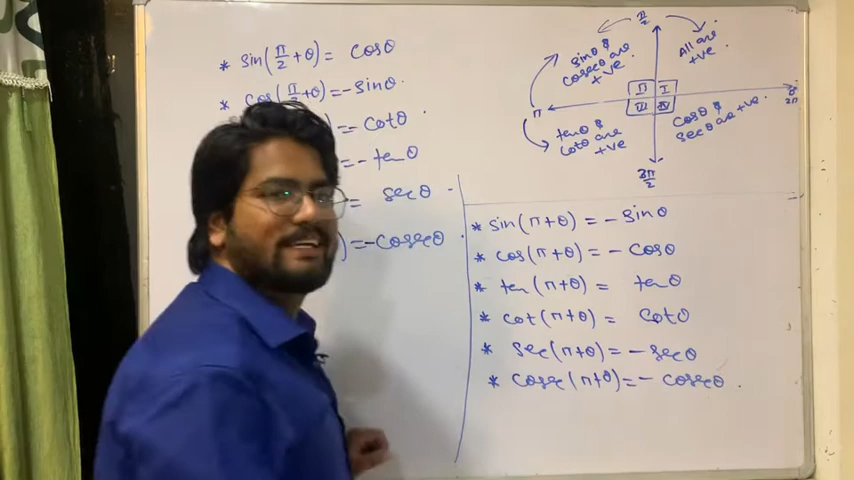 * sin(π/2 + θ) = cosθ
* cos(π/2 + θ) = -sinθ
) = cotθ
= - tanθ
= secθ
) = -cosecθ
π/2
All are +ve
sinθ & cosecθ are +ve
II I
III IV
π
2π
tanθ & cotθ are +ve
cosθ & secθ are +ve
3π/2
* sin(π+θ) = - sinθ
* cos(π+θ) = - cosθ
* tan(π+θ) = tanθ
* cot(π+θ) = cotθ
* sec(π+θ) = - secθ
* cosec(π+θ) = - cosecθ